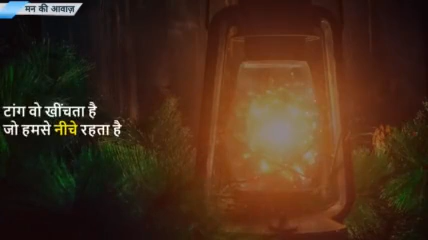 मन की आवाज़
टांग वो खींचता है
जो हमसे नीचे रहता है